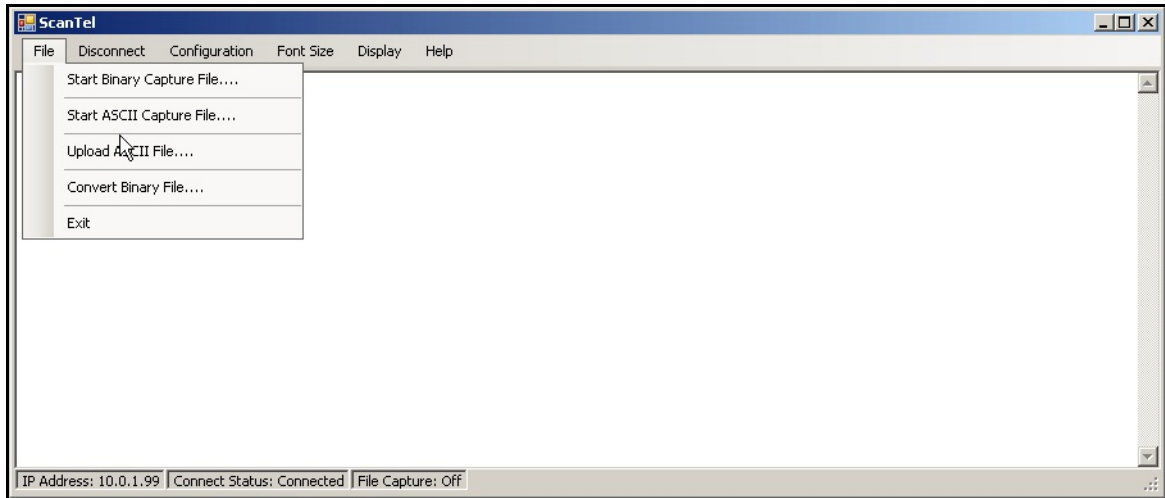 ScanTel
File Disconnect Configuration Font Size Display Help
Start Binary Capture File....
Start ASCII Capture File....
Upload ASCII File....
Convert Binary File....
Exit
IP Address: 10.0.1.99 Connect Status: Connected File Capture: Off